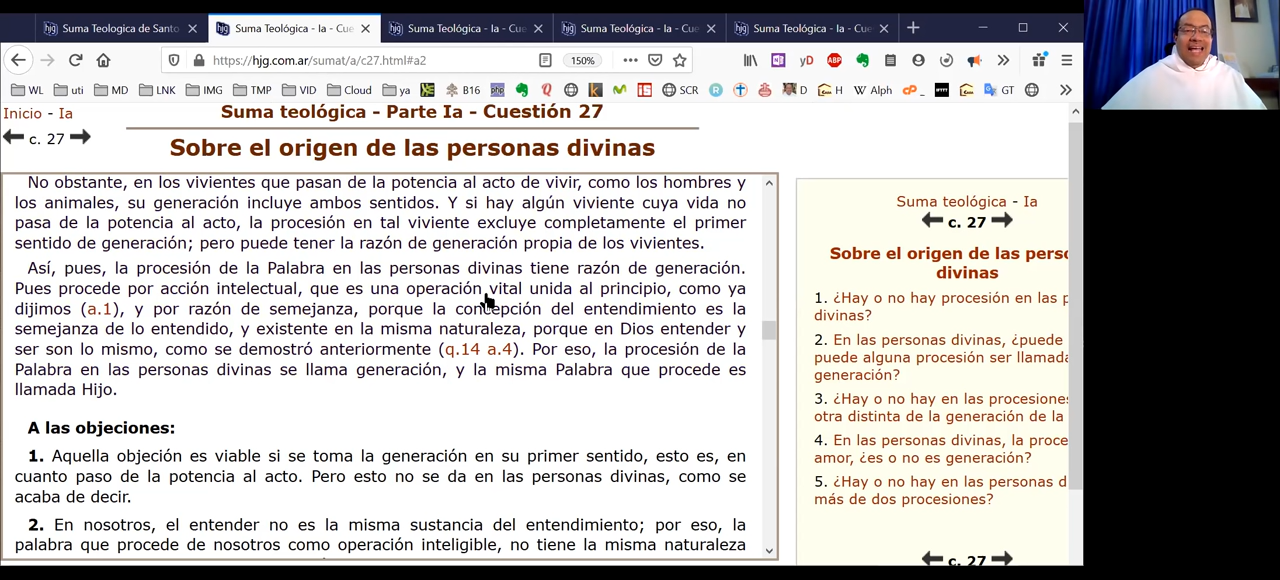 Suma Teologica de Santo
Suma Teológica - Ia - Cue
Suma Teológica - Ia - Cue
Suma Teológica - Ia - Cue
Suma Teológica - Ia - Cue
https://hjg.com.ar/sumat/a/c27.html#a2
150%
WL
uti
MD
LNK
IMG
TMP
VID
Cloud
ya
B16
SCR
D
H
Alph
GT
Inicio - Ia
c. 27
Suma teológica - Parte Ia - Cuestión 27
Sobre el origen de las personas divinas
No obstante, en los vivientes que pasan de la potencia al acto de vivir, como los hombres y
los animales, su generación incluye ambos sentidos. Y si hay algún viviente cuya vida no
pasa de la potencia al acto, la procesión en tal viviente excluye completamente el primer
sentido de generación; pero puede tener la razón de generación propia de los vivientes.
Así, pues, la procesión de la Palabra en las personas divinas tiene razón de generación.
Pues procede por acción intelectual, que es una operación vital unida al principio, como ya
dijimos (a.1), y por razón de semejanza, porque la concepción del entendimiento es la
semejanza de lo entendido, y existente en la misma naturaleza, porque en Dios entender y
ser son lo mismo, como se demostró anteriormente (q.14 a.4). Por eso, la procesión de la
Palabra en las personas divinas se llama generación, y la misma Palabra que procede es
llamada Hijo.
A las objeciones:
1. Aquella objeción es viable si se toma la generación en su primer sentido, esto es, en
cuanto paso de la potencia al acto. Pero esto no se da en las personas divinas, como se
acaba de decir.
2. En nosotros, el entender no es la misma sustancia del entendimiento; por eso, la
palabra que procede de nosotros como operación inteligible, no tiene la misma naturaleza
Suma teológica - Ia
c. 27
Sobre el origen de las perso
divinas
1. ¿Hay o no hay procesión en las p
divinas?
2. En las personas divinas, ¿puede
puede alguna procesión ser llamada
generación?
3. ¿Hay o no hay en las procesiones
otra distinta de la generación de la
4. En las personas divinas, la proce
amor, ¿es o no es generación?
5. ¿Hay o no hay en las personas d
más de dos procesiones?
c. 27